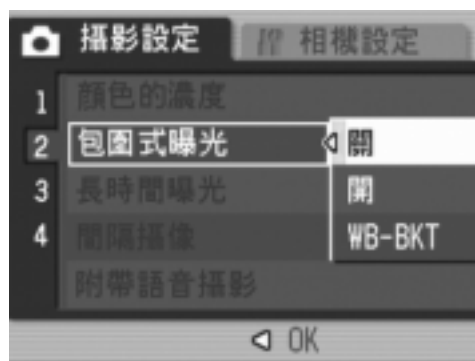 攝影設定 相機設定
1 顏色的濃度
2 包圍式曝光 關
3 長時間曝光 開
4 間隔攝像 WB-BKT
附帶語音攝影
OK